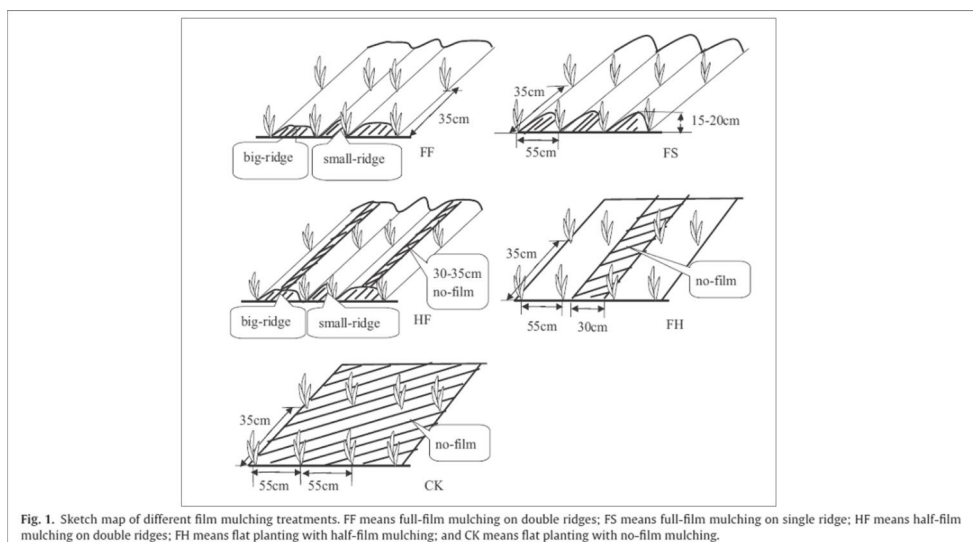 35cm
big-ridge
small-ridge
FF
35cm
15-20cm
55cm
FS
35cm
30-35cm
no-film
no-film
big-ridge
small-ridge
HF
55cm
30cm
FH
35cm
no-film
55cm
55cm
CK
Fig. 1. Sketch map of different film mulching treatments. FF means full-film mulching on double ridges; FS means full-film mulching on single ridge; HF means half-film
mulching on double ridges; FH means flat planting with half-film mulching; and CK means flat planting with no-film mulching.